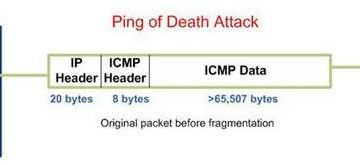 Ping of Death Attack
IP Header
ICMP Header
ICMP Data
20 bytes
8 bytes
>65,507 bytes
Original packet before fragmentation